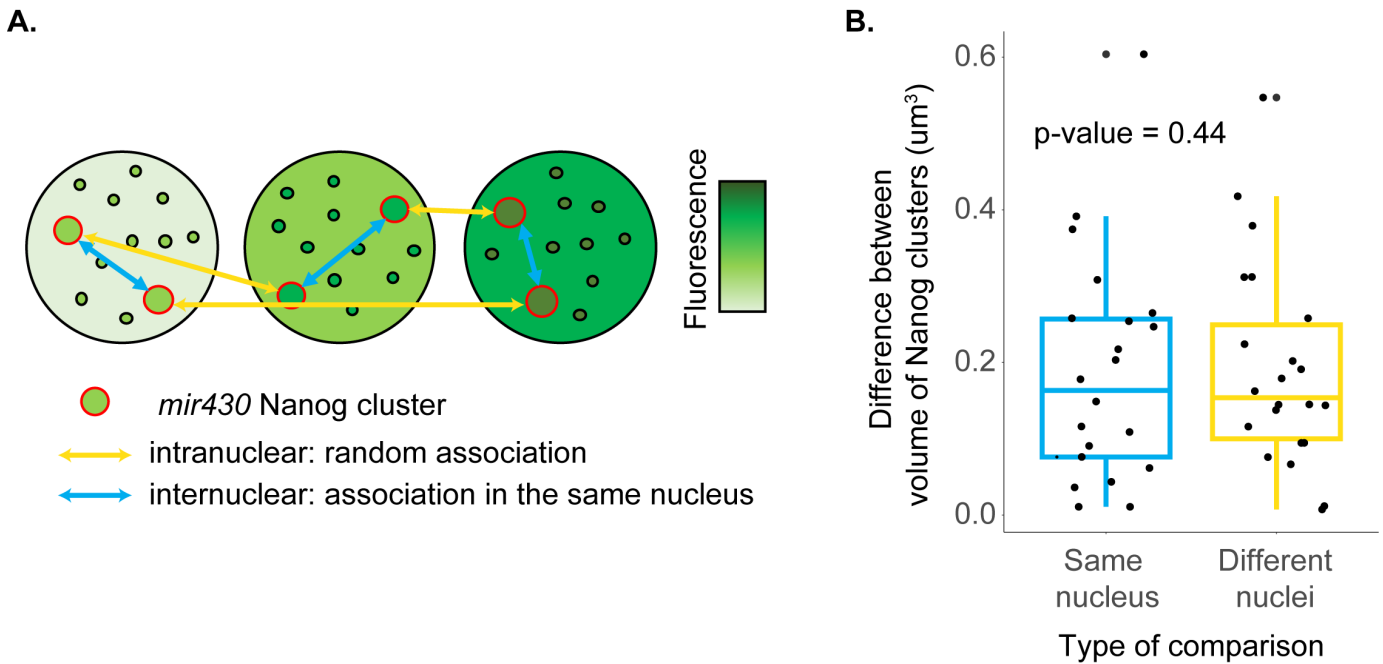 A.
Fluorescence
mir430 Nanog cluster
intranuclear: random association
internuclear: association in the same nucleus
B.
Difference between
volume of Nanog clusters (um³)
0.6
0.4
0.2
0.0
p-value = 0.44
Same
nucleus
Different
nuclei
Type of comparison